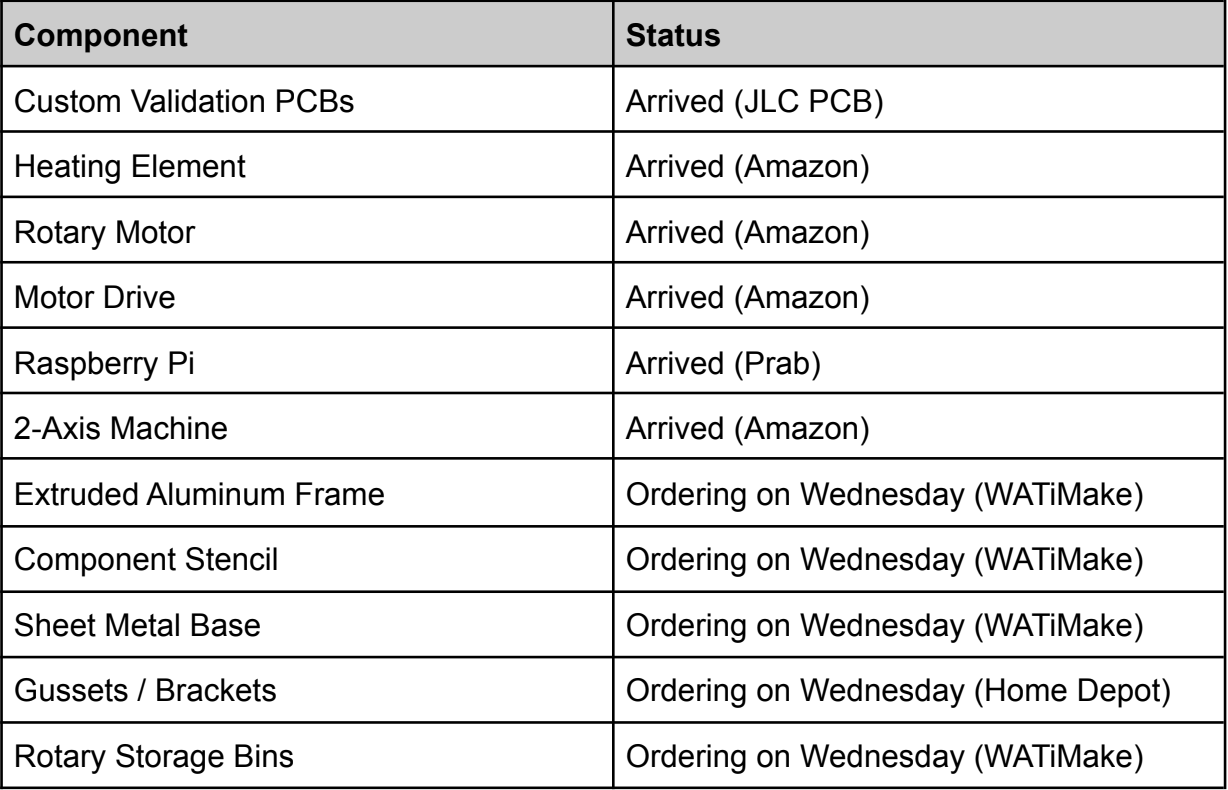 Component Status
Custom Validation PCBs Arrived (JLC PCB)
Heating Element Arrived (Amazon)
Rotary Motor Arrived (Amazon)
Motor Drive Arrived (Amazon)
Raspberry Pi Arrived (Prab)
2-Axis Machine Arrived (Amazon)
Extruded Aluminum Frame Ordering on Wednesday (WATiMake)
Component Stencil Ordering on Wednesday (WATiMake)
Sheet Metal Base Ordering on Wednesday (WATiMake)
Gussets / Brackets Ordering on Wednesday (Home Depot)
Rotary Storage Bins Ordering on Wednesday (WATiMake)